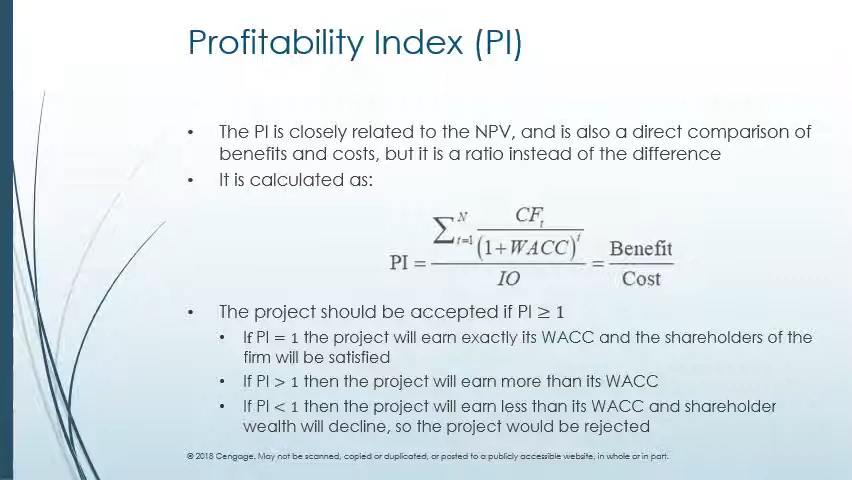 Profitability Index (PI)
• The PI is closely related to the NPV, and is also a direct comparison of
benefits and costs, but it is a ratio instead of the difference
• It is calculated as:
PI = \frac{\sum_{t=1}^{N} \frac{CF_t}{(1+WACC)^t}}{IO} = \frac{Benefit}{Cost}
• The project should be accepted if PI ≥ 1
• If PI = 1 the project will earn exactly its WACC and the shareholders of the
firm will be satisfied
• If PI > 1 then the project will earn more than its WACC
• If PI < 1 then the project will earn less than its WACC and shareholder
wealth will decline, so the project would be rejected
© 2018 Cengage. May not be scanned, copied or duplicated, or posted to a publicly accessible website, in whole or in part.